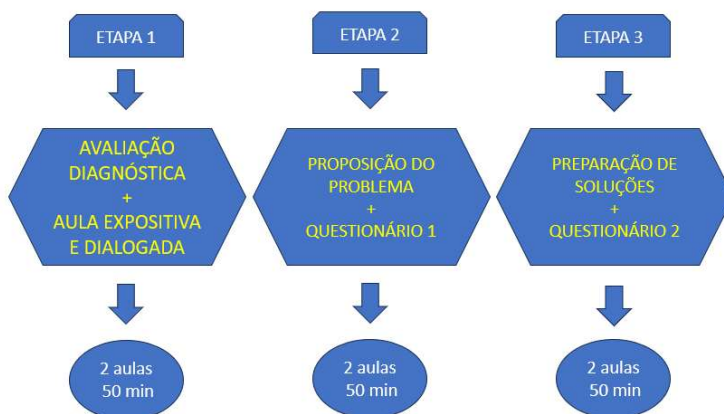 ETAPA 1
AVALIAÇÃO
DIAGNÓSTICA
+
AULA EXPOSITIVA
E DIALOGADA
2 aulas
50 min
ETAPA 2
PROPOSIÇÃO DO
PROBLEMA
+
QUESTIONÁRIO 1
2 aulas
50 min
ETAPA 3
PREPARAÇÃO DE
SOLUÇÕES
+
QUESTIONÁRIO 2
2 aulas
50 min